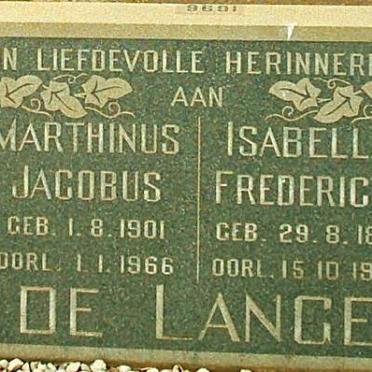 N LIEFDEVOLLE HERINNER
AAN
MARTHINUS
JACOBUS
GEB. 1.8.1901
OORL. 1.1.1966
ISABELL
FREDERIC
GEB. 29.8.18
OORL. 15.10.19
DE LANGE